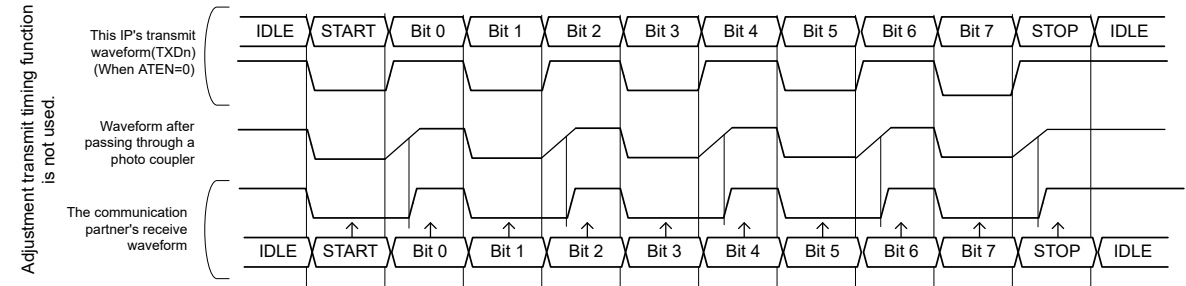 Adjustment transmit timing function
is not used.
This IP's transmit
waveform(TXDn)
(When ATEN=0)
IDLE START Bit 0 Bit 1 Bit 2 Bit 3 Bit 4 Bit 5 Bit 6 Bit 7 STOP IDLE
Waveform after
passing through a
photo coupler
The communication
partner's receive
waveform
IDLE START Bit 0 Bit 1 Bit 2 Bit 3 Bit 4 Bit 5 Bit 6 Bit 7 STOP IDLE